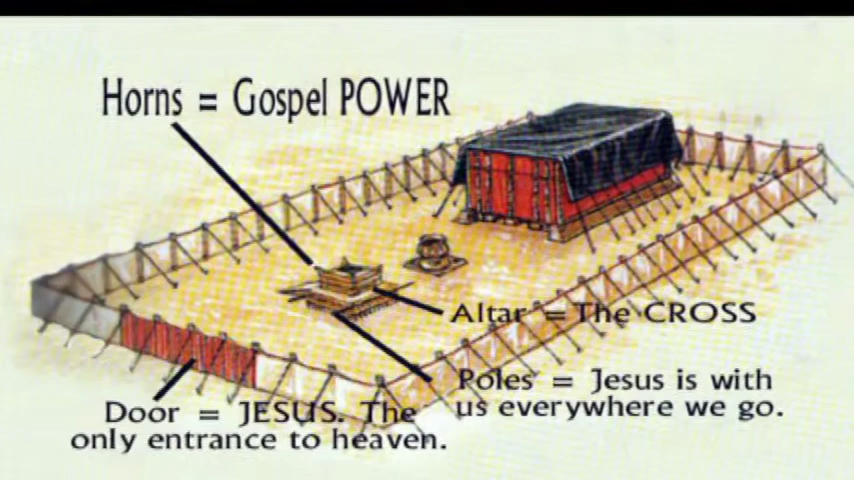 Horns = Gospel POWER
Altar = The CROSS
Poles = Jesus is with
us everywhere we go.
Door = JESUS. The
only entrance to heaven.